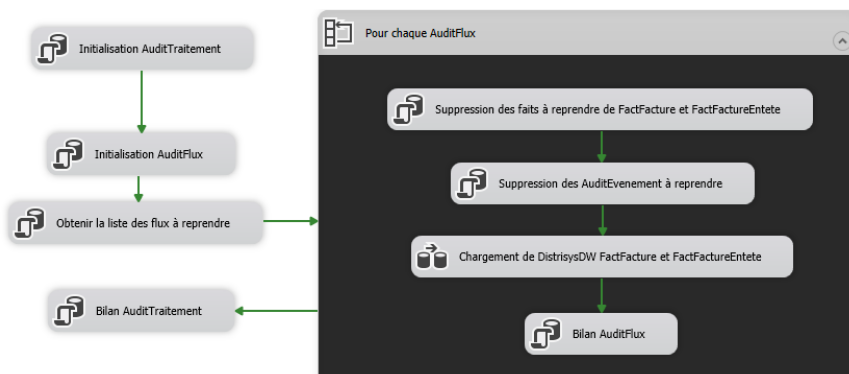 Initialisation AuditTraitement
Initialisation AuditFlux
Obtenir la liste des flux à reprendre
Pour chaque AuditFlux
Suppression des faits à reprendre de FactFacture et FactFactureEntete
Suppression des AuditEvenement à reprendre
Chargement de DistrisysDW FactFacture et FactFactureEntete
Bilan AuditFlux
Bilan AuditTraitement